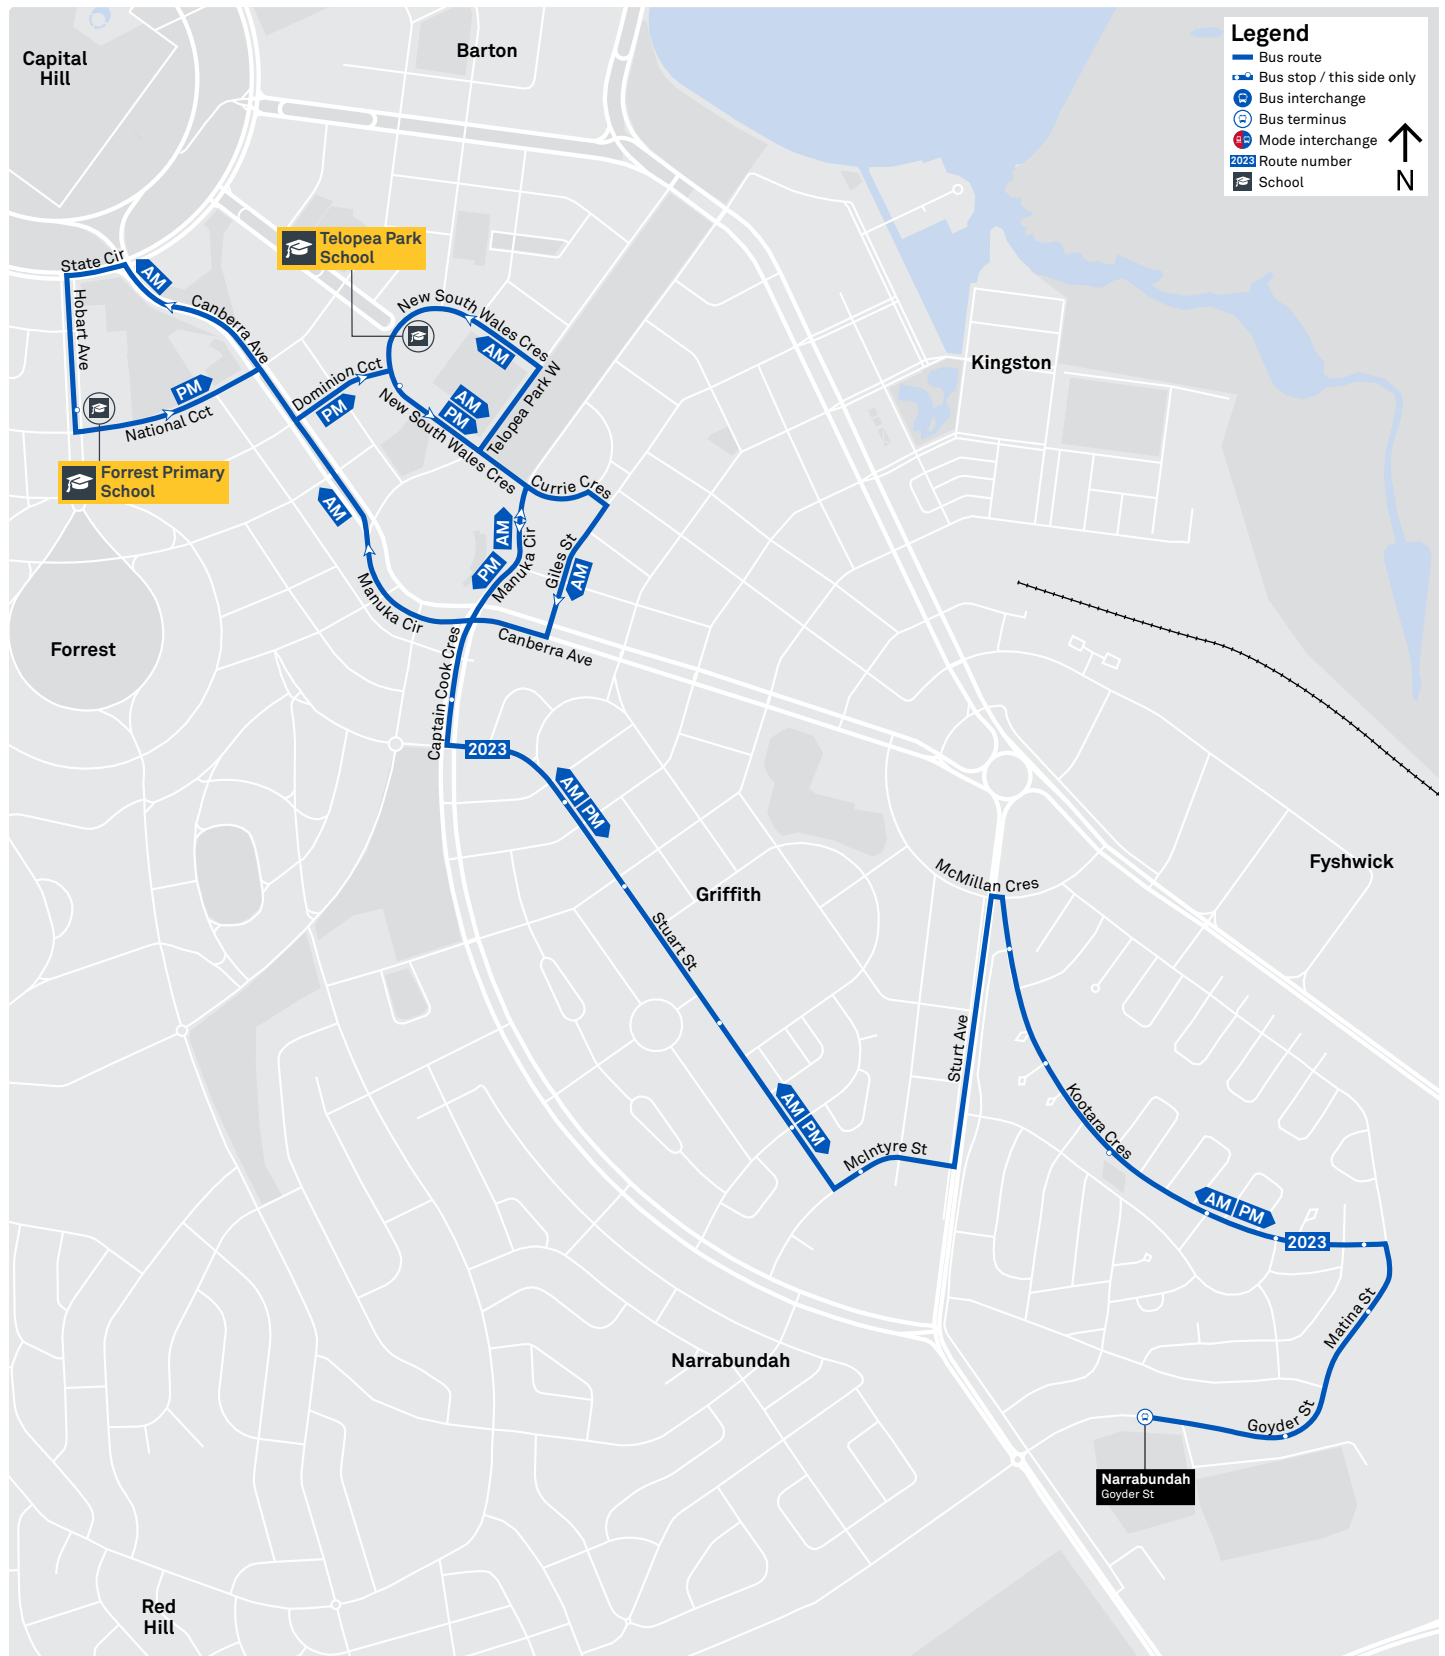 Capital
Hill
Barton
Legend
Bus route
Bus stop / this side only
Bus interchange
Bus terminus
Mode interchange
2023 Route number
School
N
Telopea Park
School
State Cir
AM
Hobart Ave
Canberra Ave
New South Wales Cres
AM
Kingston
PM
Dominion Cct
PM
AM
PM
Telopea Park W
National Cct
New South Wales Cres
Forrest Primary
School
Currie Cres
AM
AM
Manuka Cir
PM
Giles St
AM
Manuka Cir
Forrest
Canberra Ave
Captain Cook Cres
2023
AM PM
Fyshwick
McMillan Cres
Griffith
Stuart St
Sturt Ave
Kootara Cres
AM PM
McIntyre St
AM PM
2023
Matina St
Narrabundah
Goyder St
Narrabundah
Goyder St
Red
Hill